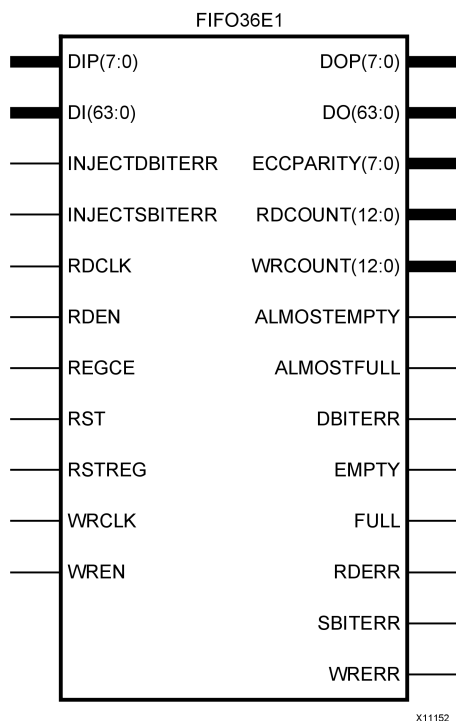 FIFO36E1
DIP(7:0) DOP(7:0)
DI(63:0) DO(63:0)
INJECTDBITERR ECCPARITY(7:0)
INJECTSBITERR RDCOUNT(12:0)
RDCLK WRCOUNT(12:0)
RDEN ALMOSTEMPTY
REGCE ALMOSTFULL
RST DBITERR
RSTREG EMPTY
WRCLK FULL
WREN RDERR
SBITERR
WRERR
X11152